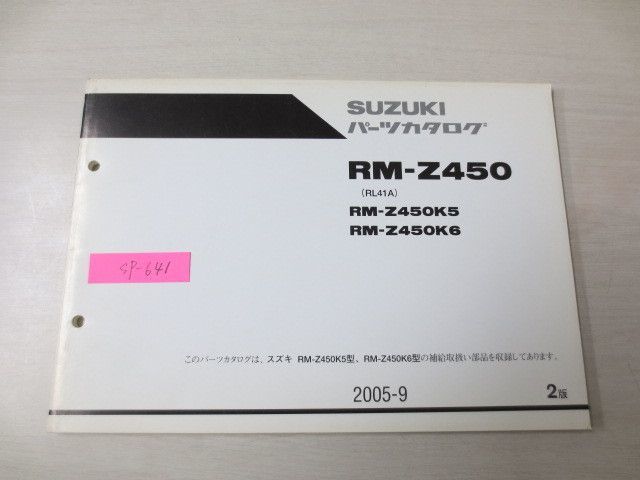 SUZUKI
パーツカタログ
RM-Z450
(RL41A)
RM-Z450K5
RM-Z450K6
SP-641
このパーツカタログは、スズキ RM-Z450K5型、RM-Z450K6型の補給取扱い部品を収録してあります。
2005-9
2版